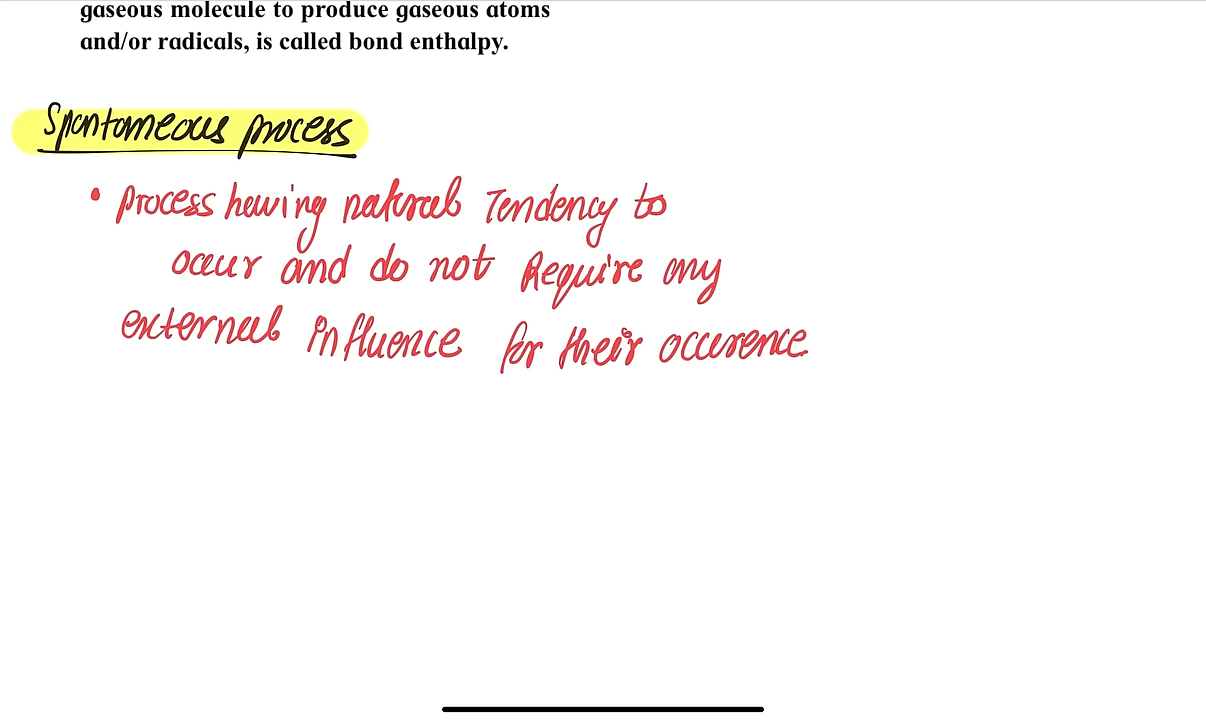 gaseous molecule to produce gaseous atoms
and/or radicals, is called bond enthalpy.
Spontaneous process
• Process having natural Tendency to
occur and do not Require any
external influence for their occurence